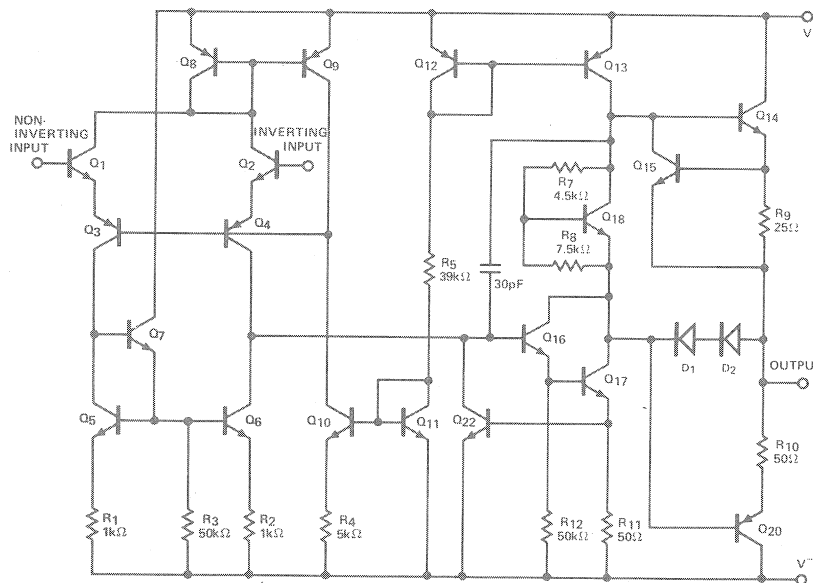 V
Q8
Q9
Q12
Q13
Q14
NON-
INVERTING
INPUT
INVERTING
INPUT
Q1
Q2
Q15
R7
4.5kΩ
Q18
Q3
Q4
R9
25Ω
R8
7.5kΩ
R5
39kΩ
30pF
Q7
Q16
D1
D2
OUTPU
Q17
Q5
Q6
Q10
Q11
Q22
R10
50Ω
R1
1kΩ
R3
50kΩ
R2
1kΩ
R4
5kΩ
R12
50kΩ
R11
50Ω
Q20
V⁻